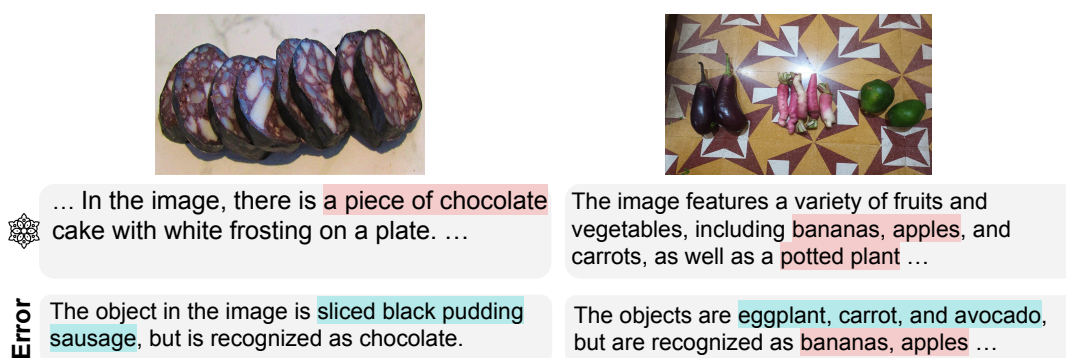 … In the image, there is a piece of chocolate
cake with white frosting on a plate. …
The image features a variety of fruits and
vegetables, including bananas, apples, and
carrots, as well as a potted plant …
Error
The object in the image is sliced black pudding
sausage, but is recognized as chocolate.
The objects are eggplant, carrot, and avocado,
but are recognized as bananas, apples …